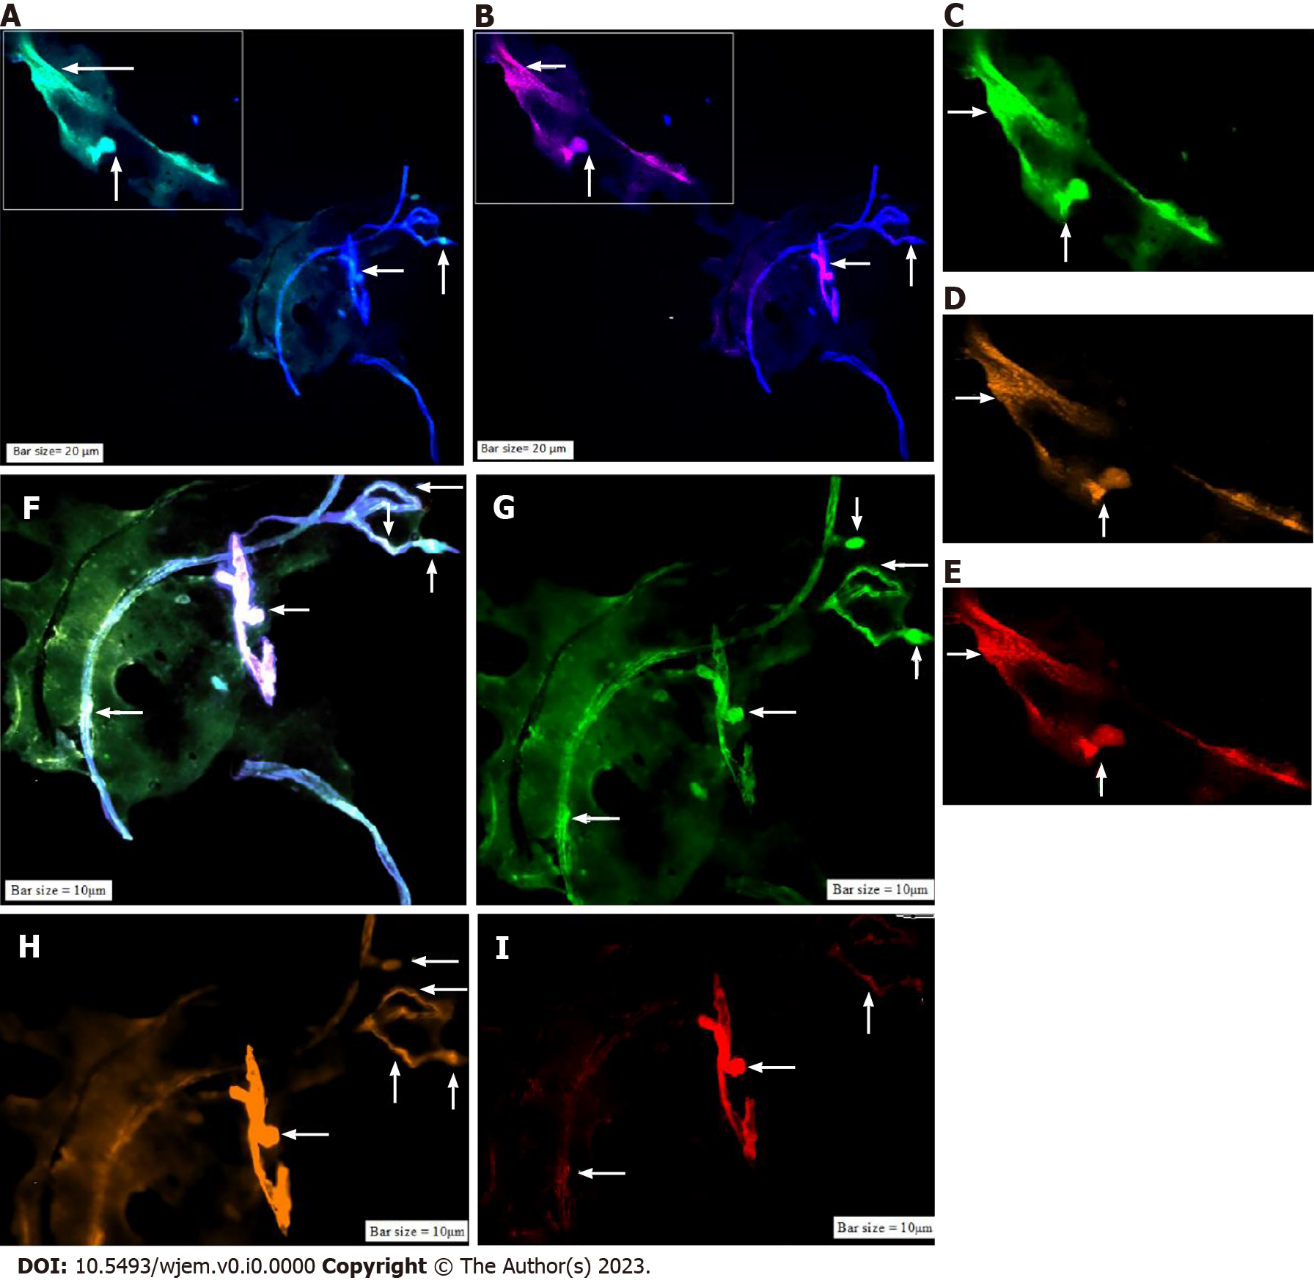 A
B
C
Bar size= 20 µm
Bar size= 20 µm
D
E
F
G
Bar size = 10µm
Bar size = 10µm
H
I
Bar size = 10µm
Bar size = 10µm
DOI: 10.5493/wjem.v0.i0.0000 Copyright © The Author(s) 2023.